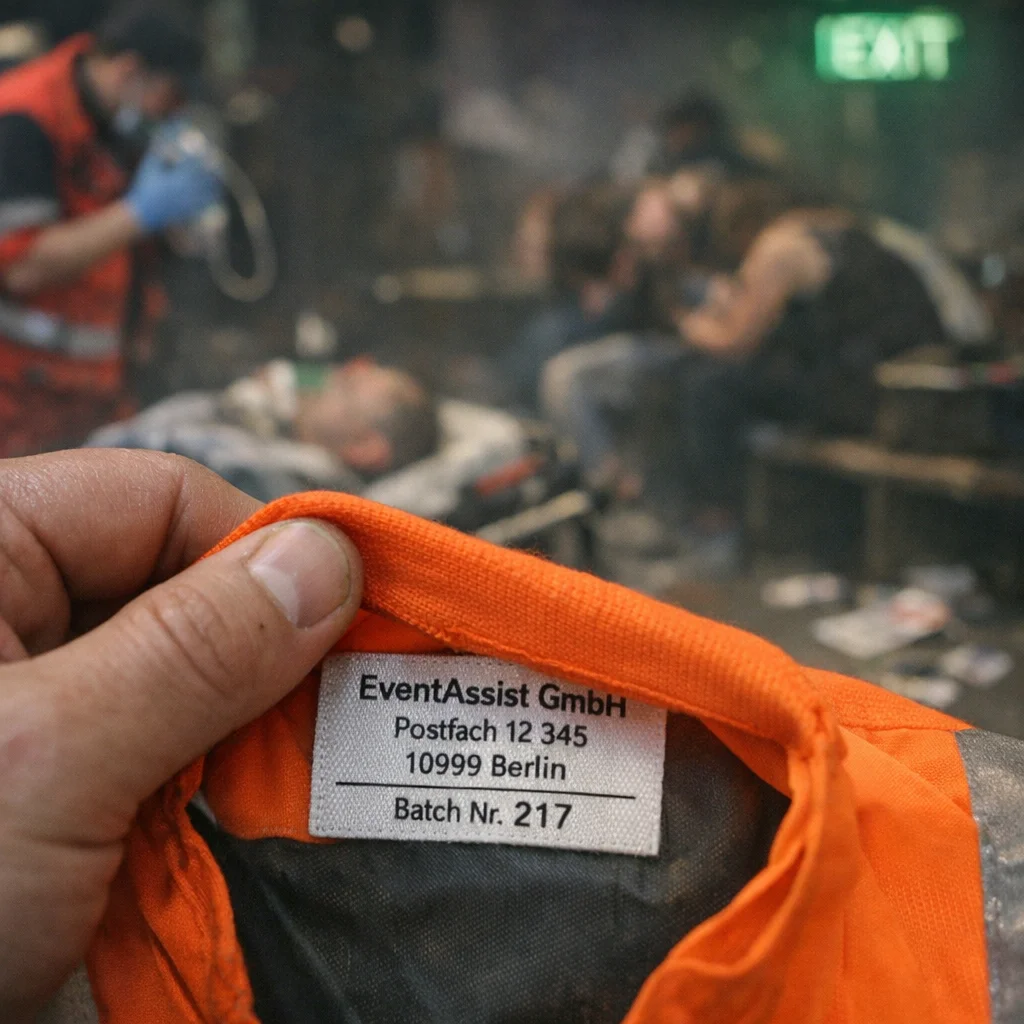 EXIT
EventAssist GmbH
Postfach 12 345
10999 Berlin
Batch Nr. 217